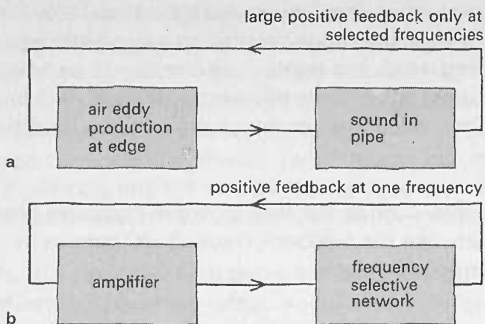 large positive feedback only at
selected frequencies
air eddy
production
at edge
sound in
pipe
a
positive feedback at one frequency
amplifier
frequency
selective
network
b